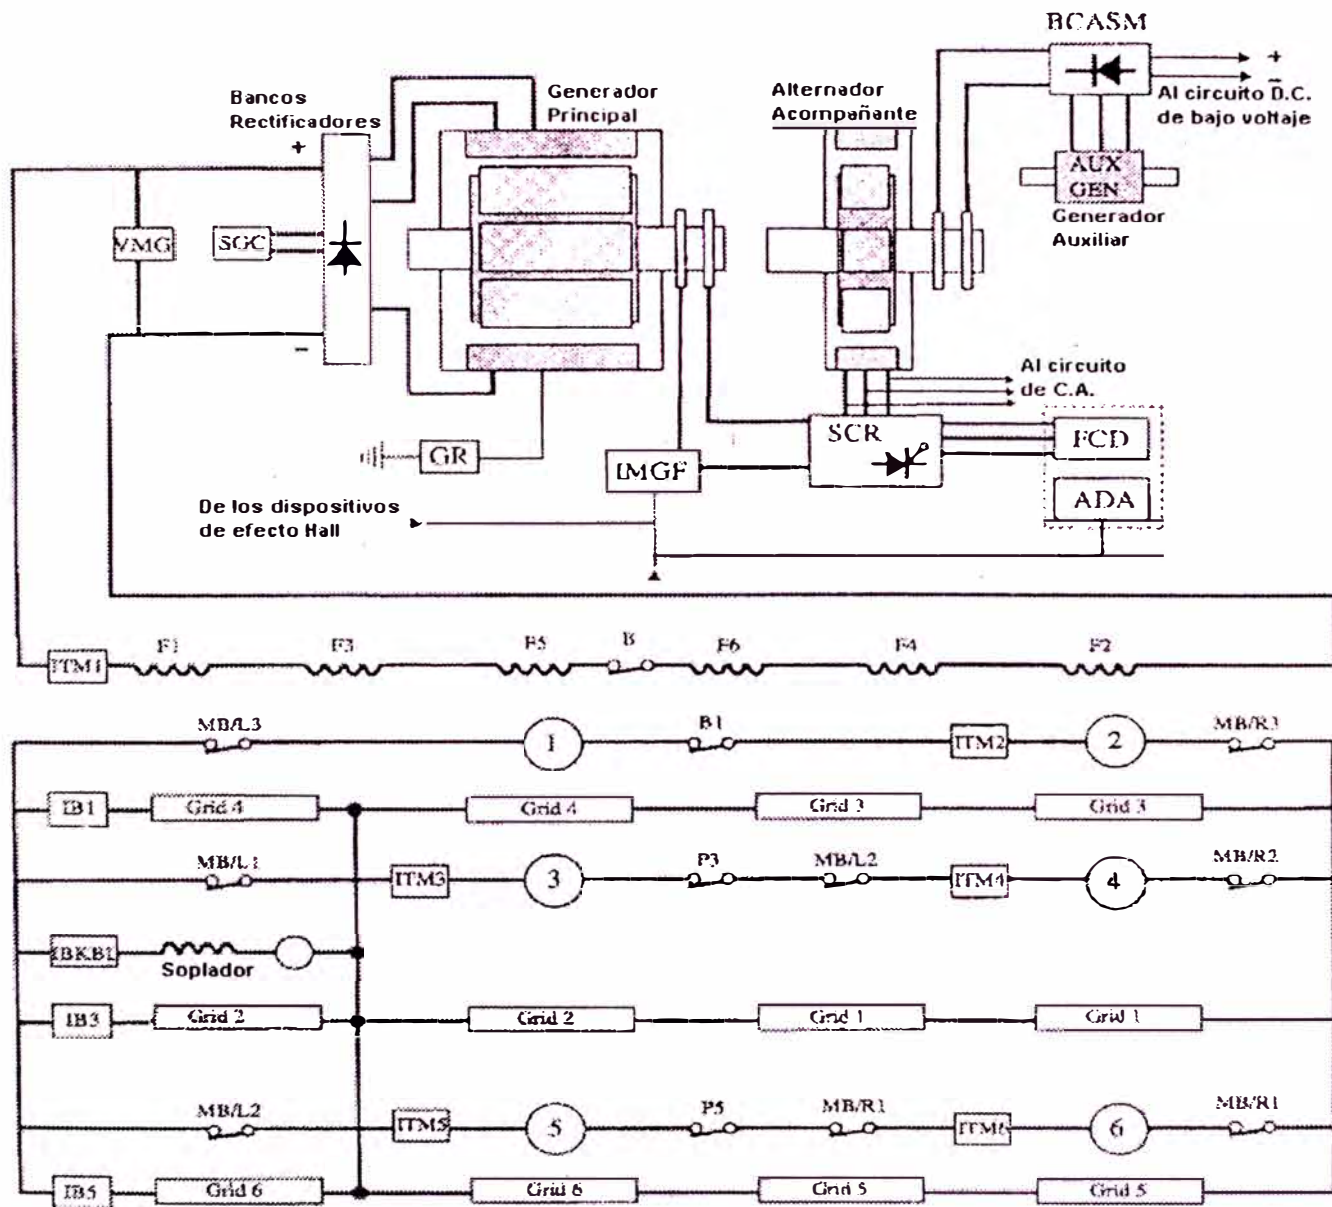 BCASM
+
−
Al circuito D.C.
de bajo voltaje
Bancos
Rectificadores
+
Generador
Principal
Alternador
Acompañante
AUX
GEN
Generador
Auxiliar
VMG
SGC
−
Al circuito
de C.A.
SCR
FCD
GR
IMGF
ADA
De los dispositivos
de efecto Hall
ITM1
F1
F3
F5
B
F6
F4
F2
MB/L3
1
B1
ITM2
2
MB/R3
IB1
Grid 4
Grid 4
Grid 3
Grid 3
MB/L1
ITM3
3
P3
MB/L2
ITM4
4
MB/R2
IBKB1
Soplador
IB3
Grid 2
Grid 2
Grid 1
Grid 1
MB/L2
ITM5
5
P5
MB/R1
ITM6
6
MB/R1
IB5
Grid 6
Grid 6
Grid 5
Grid 5